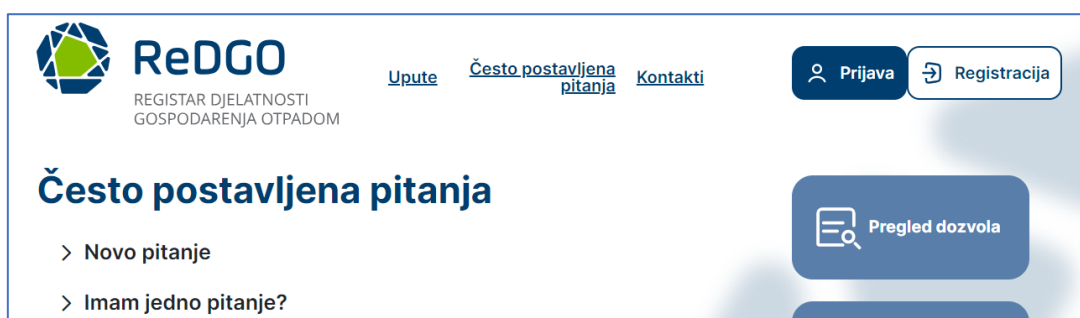 ReDGO
REGISTAR DJELATNOSTI
GOSPODARENJA OTPADOM
Upute
Često postavljena
pitanja
Kontakti
Prijava
Registracija
Često postavljena pitanja
Novo pitanje
Imam jedno pitanje?
Pregled dozvola